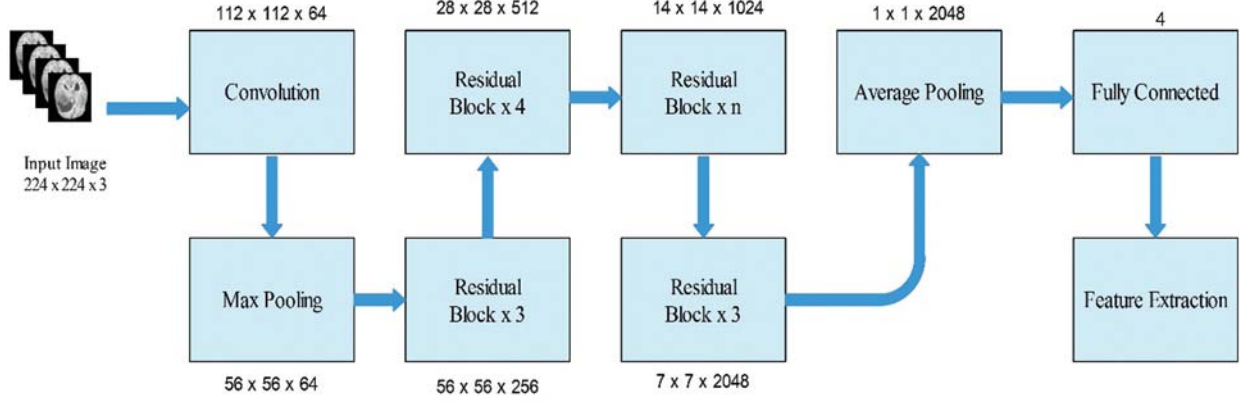 112 x 112 x 64
28 x 28 x 512
14 x 14 x 1024
1 x 1 x 2048
4
Convolution
Residual
Block x 4
Residual
Block x n
Average Pooling
Fully Connected
Input Image
224 x 224 x 3
Max Pooling
Residual
Block x 3
Residual
Block x 3
Feature Extraction
56 x 56 x 64
56 x 56 x 256
7 x 7 x 2048